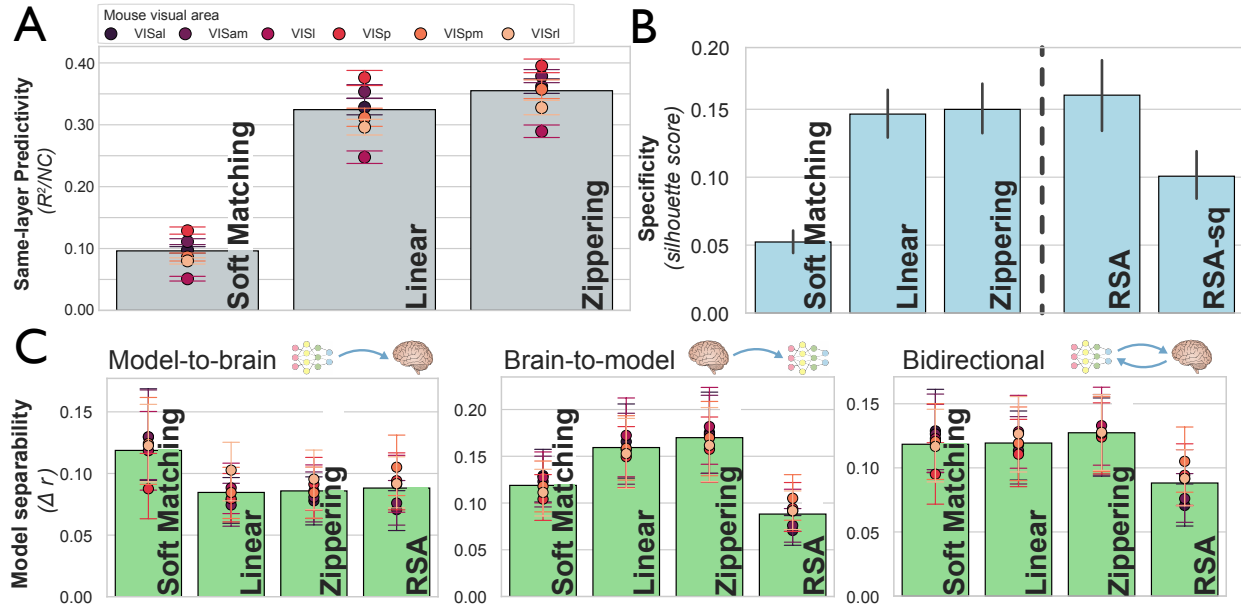 A
Mouse visual area
VISal VISam VISl VISp VISpm VISrl
Same-layer Predictivity
(R²/NC)
0.40
0.30
0.20
0.10
0.00
Soft Matching
Linear
Zippering
B
Specificity
(silhouette score)
0.20
0.15
0.10
0.05
0.00
Soft Matching
LInear
Zippering
RSA
RSA-sq
C
Model separability
(Δ r)
Model-to-brain
0.15
0.10
0.05
0.00
Soft Matching
Linear
Zippering
RSA
Brain-to-model
0.20
0.15
0.10
0.05
0.00
Soft Matching
Linear
Zippering
RSA
Bidirectional
0.15
0.10
0.05
0.00
Soft Matching
Linear
Zippering
RSA